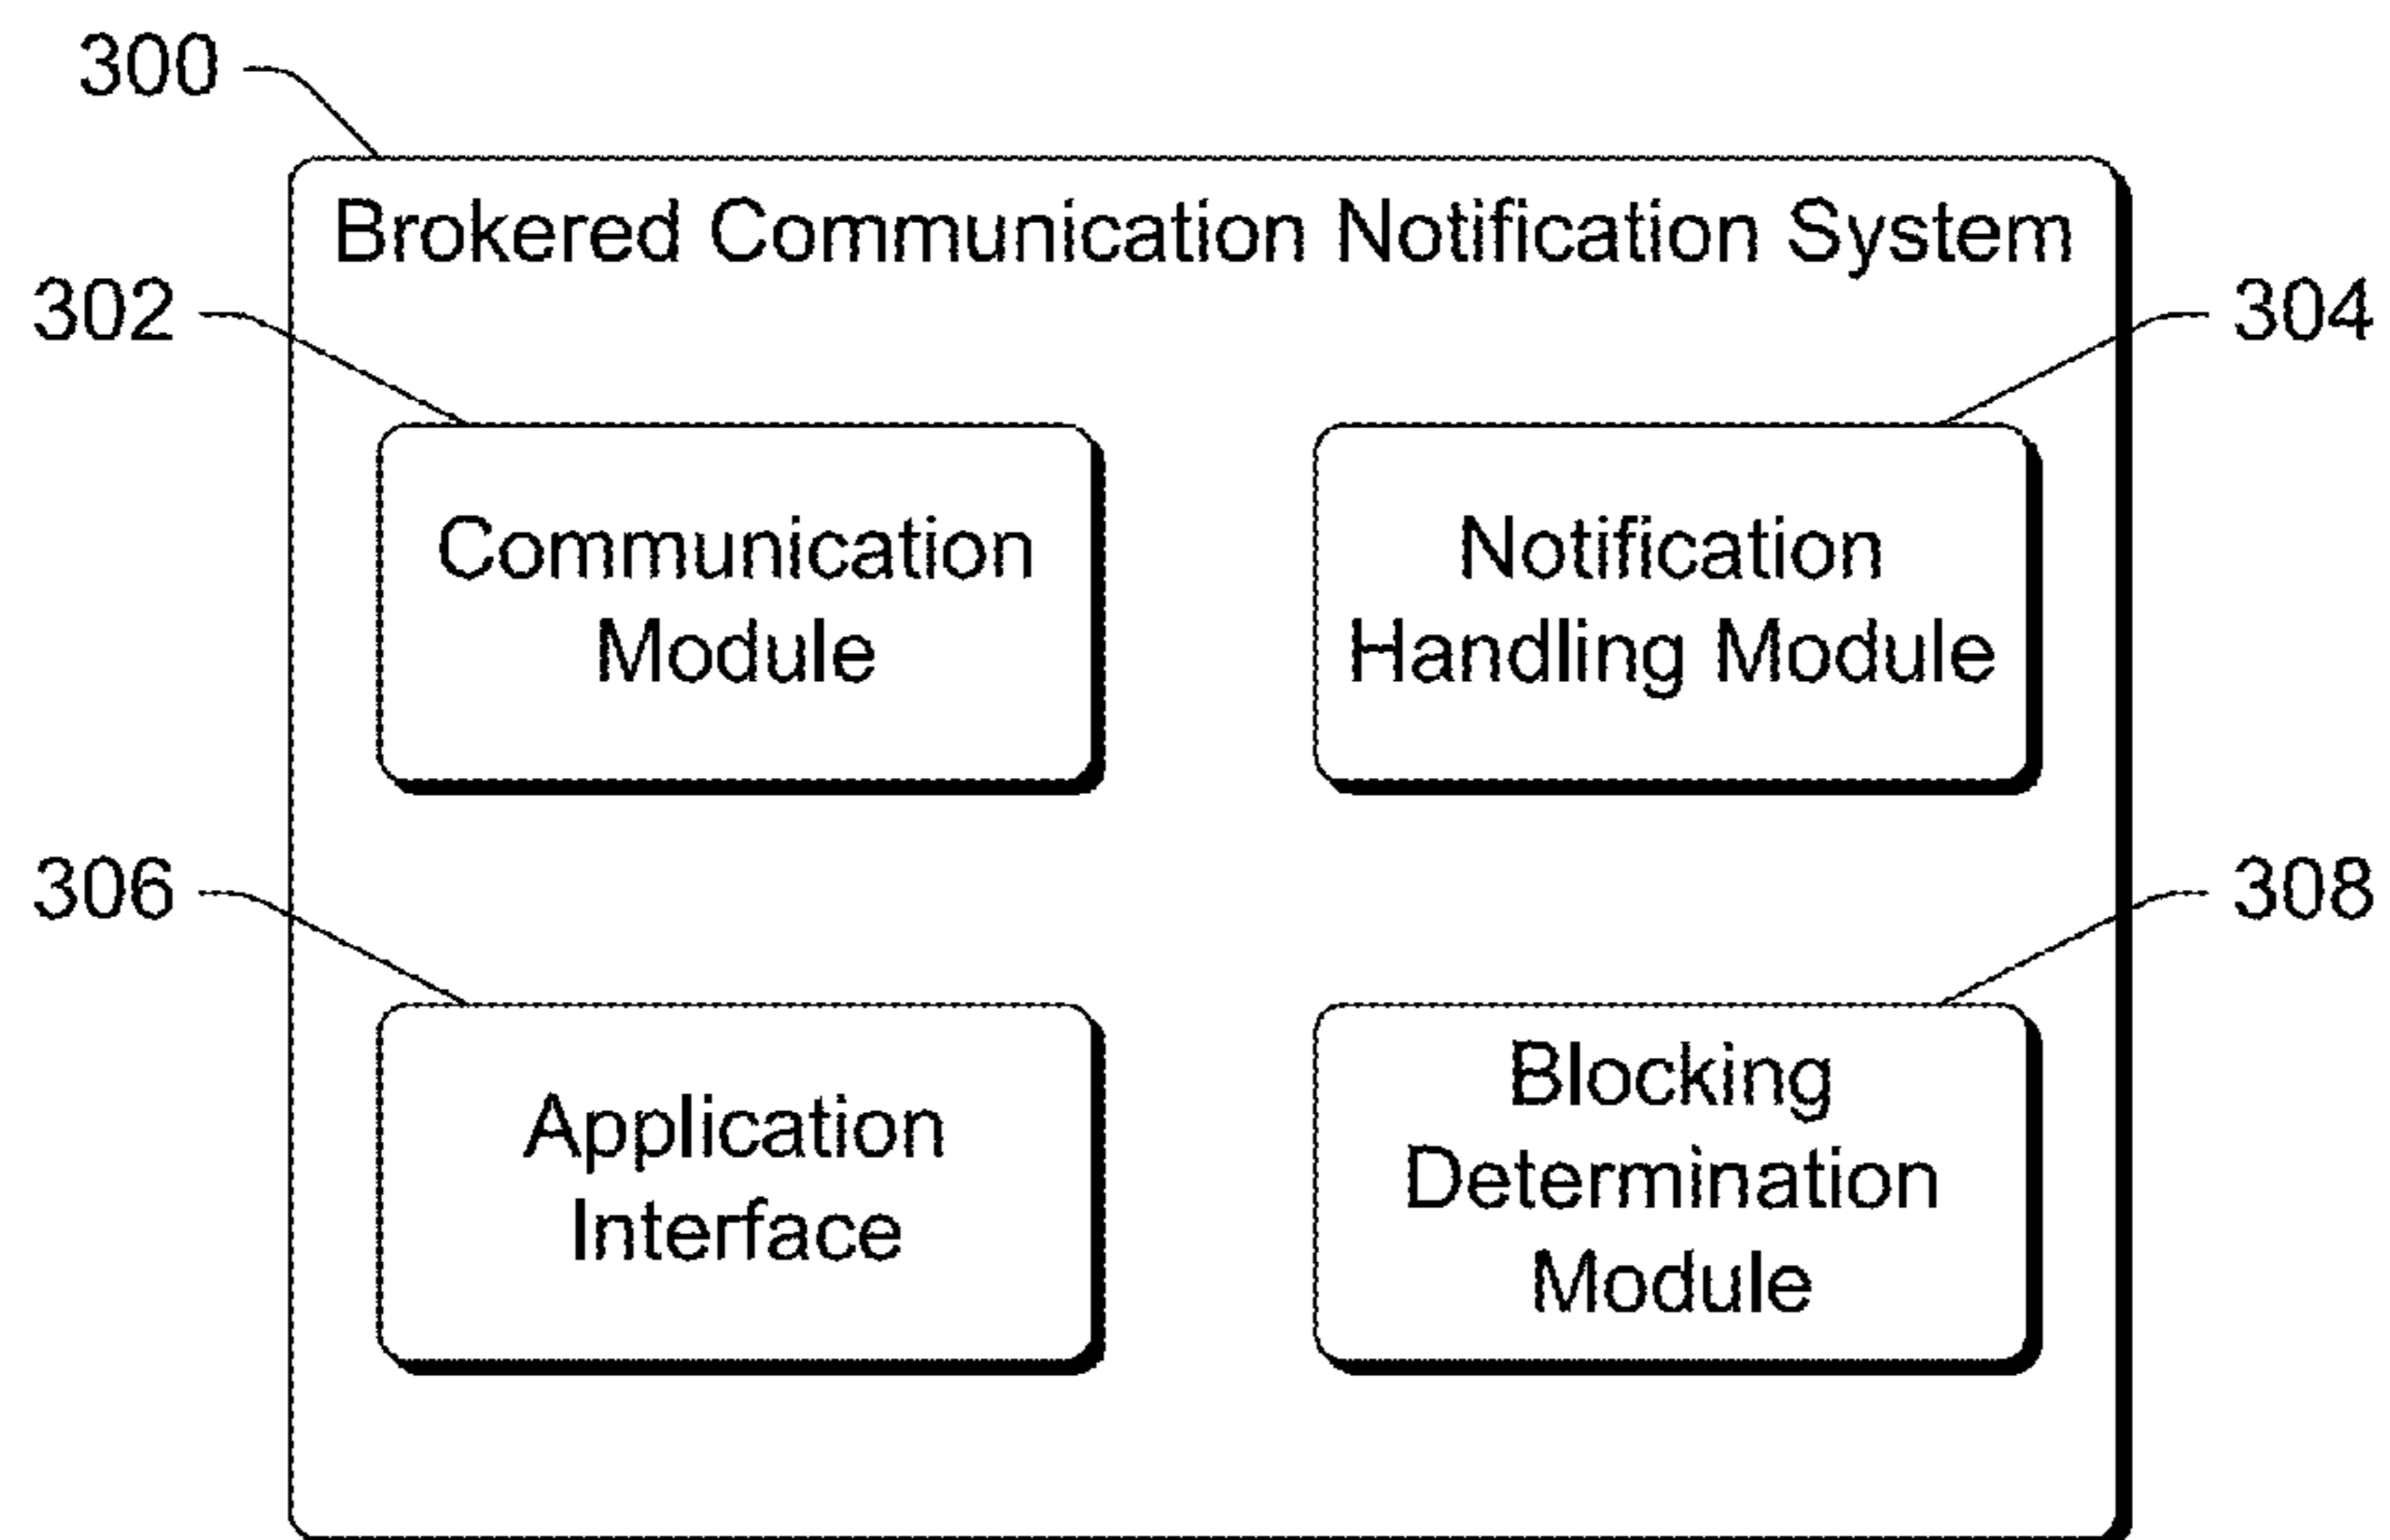 300
Brokered Communication Notification System
302
304
Communication
Module
Notification
Handling Module
306
308
Application
Interface
Blocking
Determination
Module